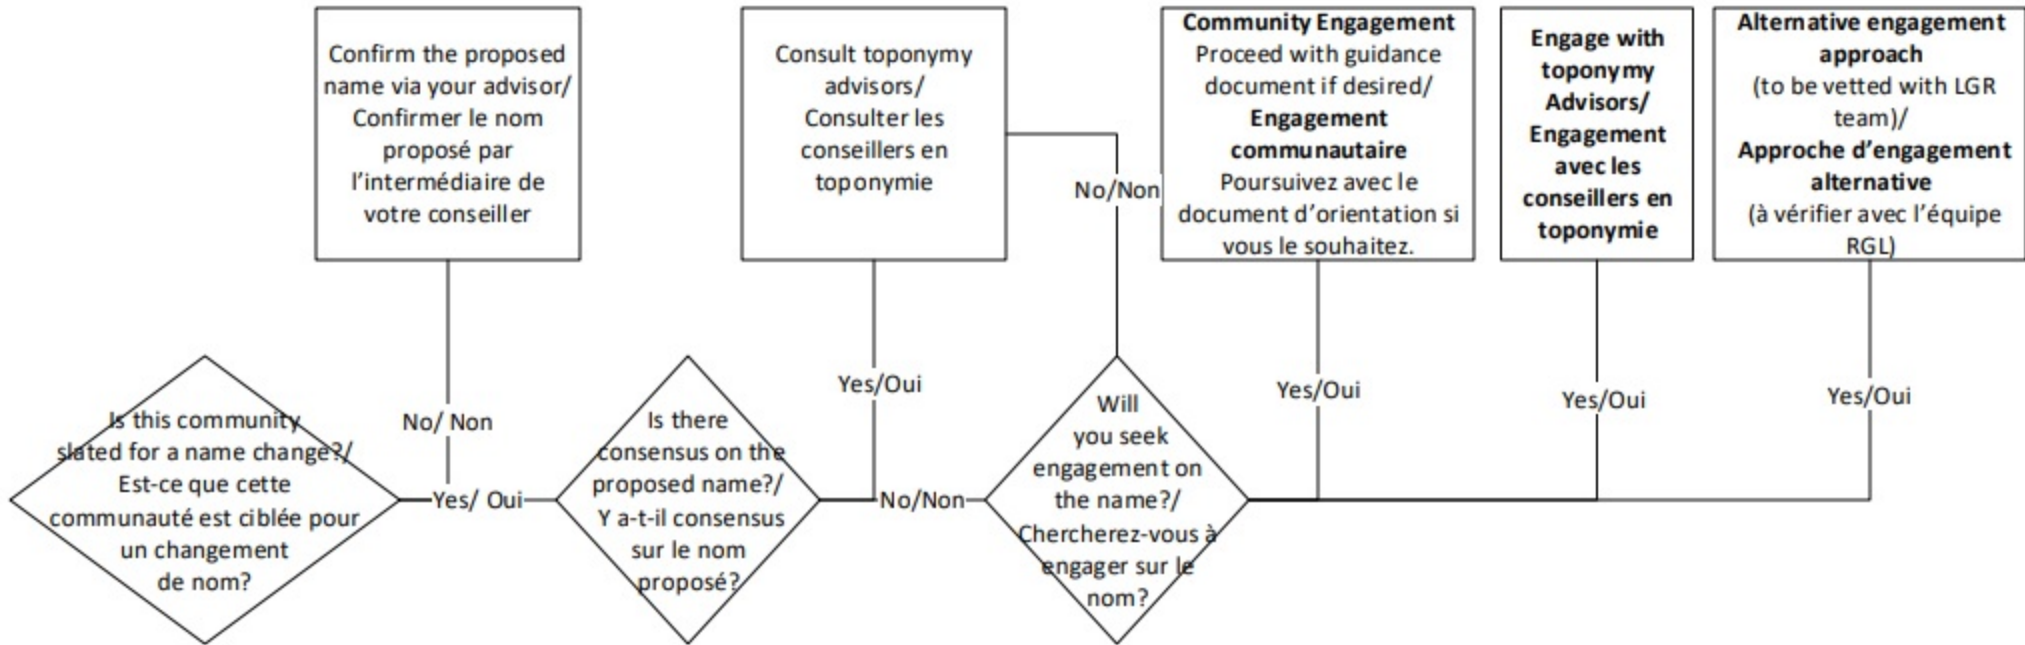 Confirm the proposed
name via your advisor/
Confirmer le nom
proposé par
l’intermédiaire de
votre conseiller
Consult toponymy
advisors/
Consulter les
conseillers en
toponymie
Community Engagement
Proceed with guidance
document if desired/
Engagement
communautaire
Poursuivez avec le
document d’orientation si
vous le souhaitez.
Engage with
toponymy
Advisors/
Engagement
avec les
conseillers en
toponymie
Alternative engagement
approach
(to be vetted with LGR
team)/
Approche d’engagement
alternative
(à vérifier avec l’équipe
RGL)
No/Non
Yes/Oui
Yes/Oui
Yes/Oui
Yes/Oui
No/ Non
Is this community
slated for a name change?/
Est-ce que cette
communauté est ciblée pour
un changement
de nom?
Yes/ Oui
Is there
consensus on the
proposed name?/
Y a-t-il consensus
sur le nom
proposé?
No/Non
Will
you seek
engagement on
the name?/
Chercherez-vous à
engager sur le
nom?